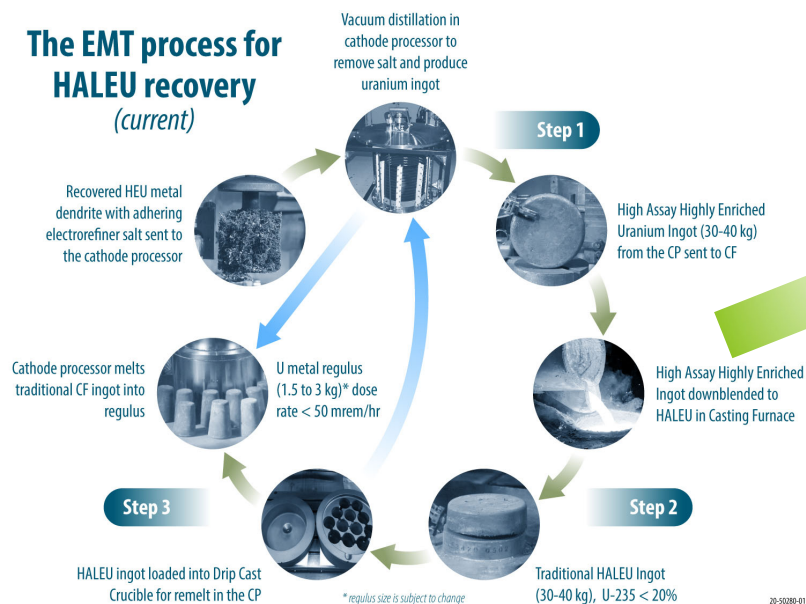 The EMT process for
HALEU recovery
(current)
Vacuum distillation in
cathode processor to
remove salt and produce
uranium ingot
Step 1
Recovered HEU metal
dendrite with adhering
electrorefiner salt sent to
the cathode processor
High Assay Highly Enriched
Uranium Ingot (30-40 kg)
from the CP sent to CF
Cathode processor melts
traditional CF ingot into
regulus
U metal regulus
(1.5 to 3 kg)* dose
rate < 50 mrem/hr
High Assay Highly Enriched
Ingot downblended to
HALEU in Casting Furnace
Step 3
Step 2
HALEU ingot loaded into Drip Cast
Crucible for remelt in the CP
* regulus size is subject to change
Traditional HALEU Ingot
(30-40 kg), U-235 < 20%
20-50280-01